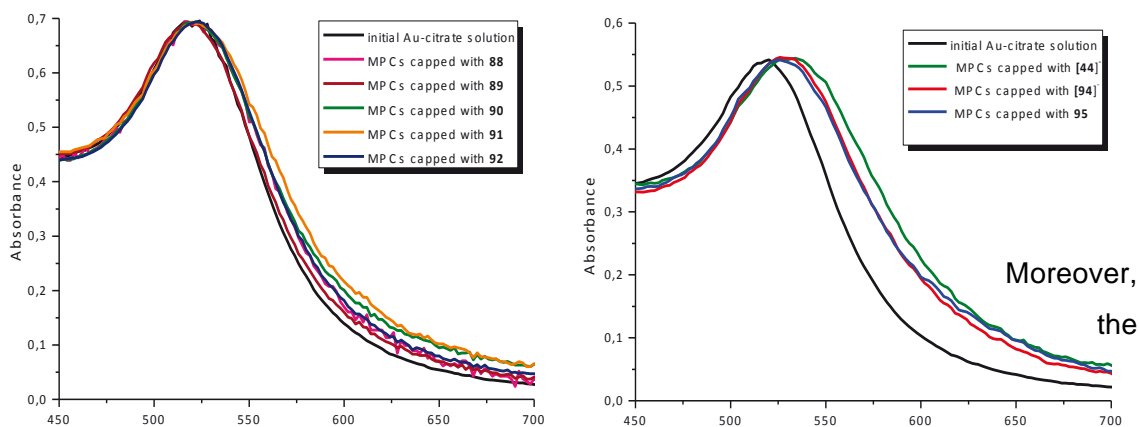 0,7
0,6
0,5
0,4
0,3
0,2
0,1
0,0
Absorbance
450 500 550 600 650 700
initial Au-citrate solution
MPCs capped with 88
MPCs capped with 89
MPCs capped with 90
MPCs capped with 91
MPCs capped with 92
0,6
0,5
0,4
0,3
0,2
0,1
0,0
Absorbance
450 500 550 600 650 700
initial Au-citrate solution
MPCs capped with [44]⁻
MPCs capped with [94]⁻
MPCs capped with 95
Moreover,
the